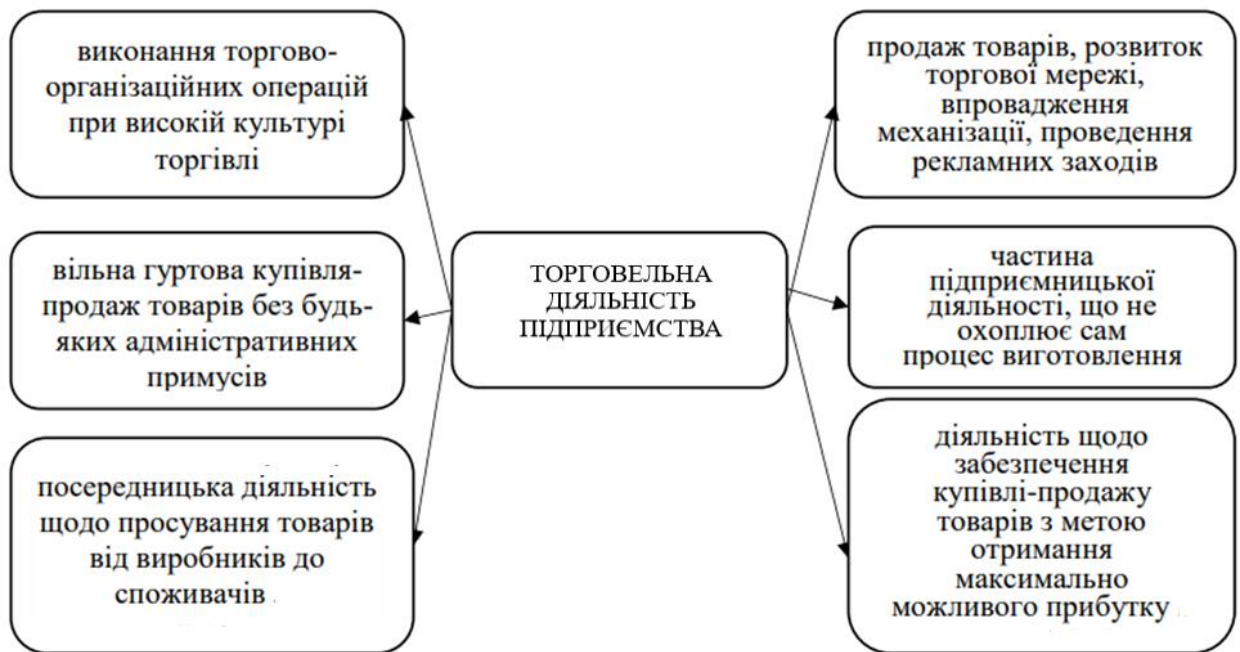 виконання торгово-
організаційних операцій
при високій культурі
торгівлі
вільна гуртова купівля-
продаж товарів без будь-
яких адміністративних
примусів
посередницька діяльність
щодо просування товарів
від виробників до
споживачів
ТОРГОВЕЛЬНА
ДІЯЛЬНІСТЬ
ПІДПРИЄМСТВА
продаж товарів, розвиток
торгової мережі,
впровадження
механізації, проведення
рекламних заходів
частина
підприємницької
діяльності, що не
охоплює сам
процес виготовлення
діяльність щодо
забезпечення
купівлі-продажу
товарів з метою
отримання
максимально
можливого прибутку